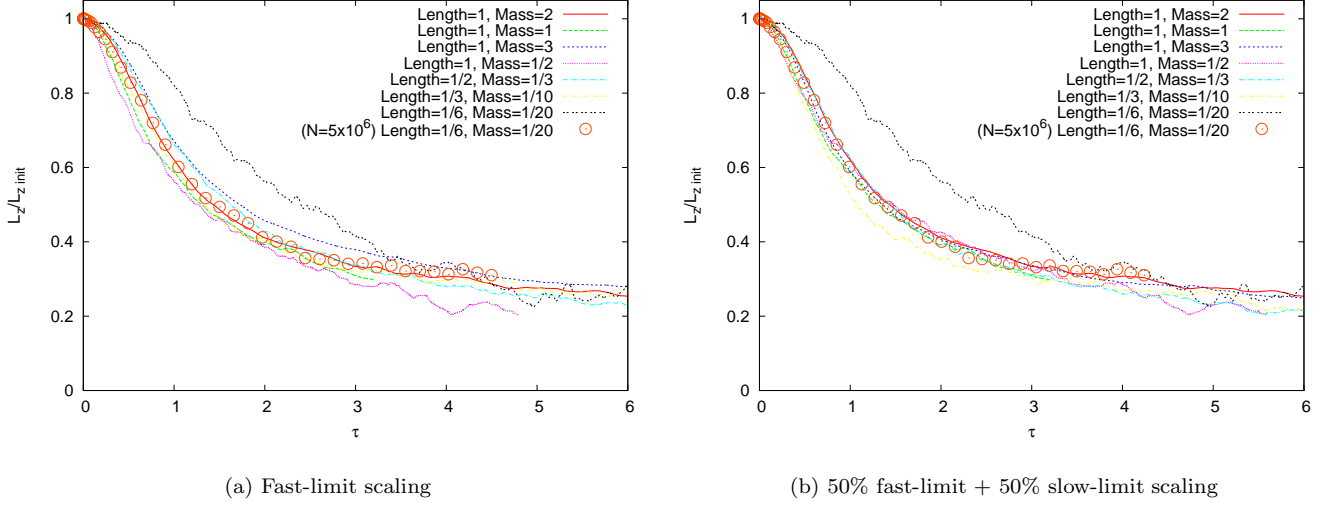 1
0.8
0.6
0.4
0.2
0
0 1 2 3 4 5 6
L_z/L_z init
τ
Length=1, Mass=2
Length=1, Mass=1
Length=1, Mass=3
Length=1, Mass=1/2
Length=1/2, Mass=1/3
Length=1/3, Mass=1/10
Length=1/6, Mass=1/20
(N=5x10^6) Length=1/6, Mass=1/20
(a) Fast-limit scaling
1
0.8
0.6
0.4
0.2
0
0 1 2 3 4 5 6
L_z/L_z init
τ
Length=1, Mass=2
Length=1, Mass=1
Length=1, Mass=3
Length=1, Mass=1/2
Length=1/2, Mass=1/3
Length=1/3, Mass=1/10
Length=1/6, Mass=1/20
(N=5x10^6) Length=1/6, Mass=1/20
(b) 50% fast-limit + 50% slow-limit scaling